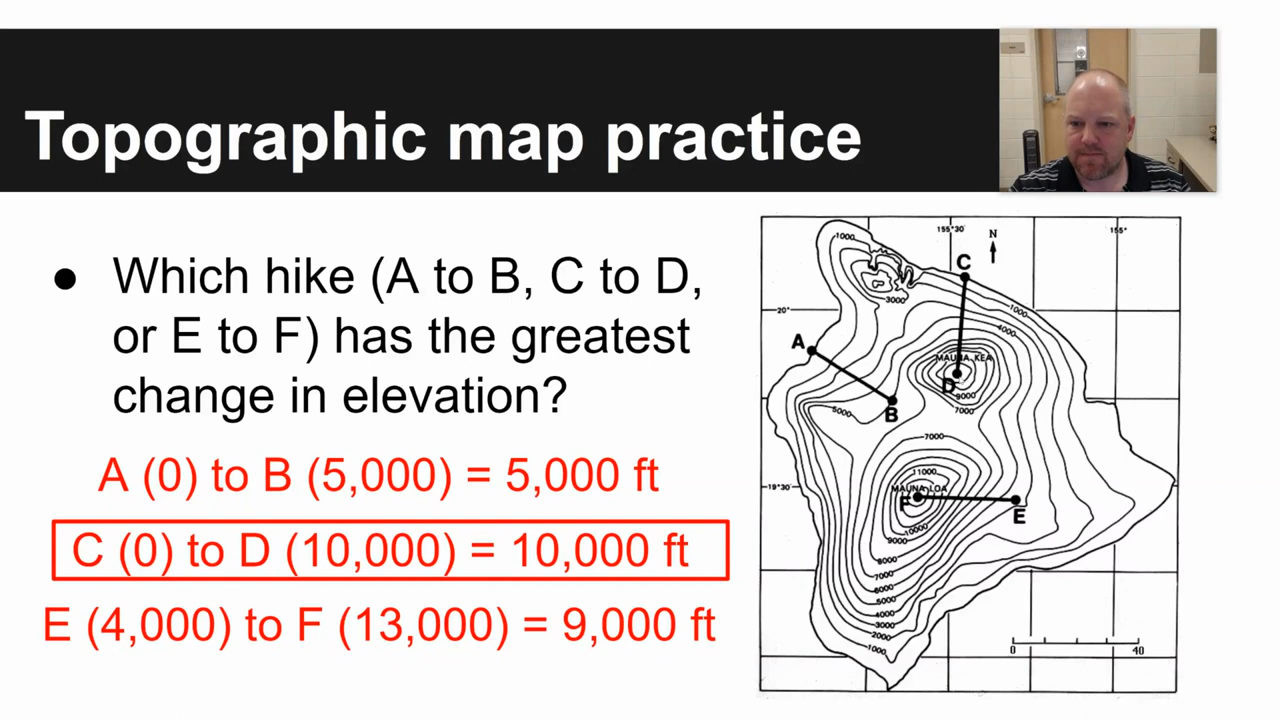 Topographic map practice
● Which hike (A to B, C to D,
or E to F) has the greatest
change in elevation?
A (0) to B (5,000) = 5,000 ft
C (0) to D (10,000) = 10,000 ft
E (4,000) to F (13,000) = 9,000 ft
155°30'
N
155°
1000
C
3000
1000
20°
4000
A
MAUNA KEA
D
9000
5000
B
7000
7000
11000
19°30'
MAUNA LOA
F
E
10000
9000
8000
7000
6000
5000
4000
3000
2000
1000
0
40